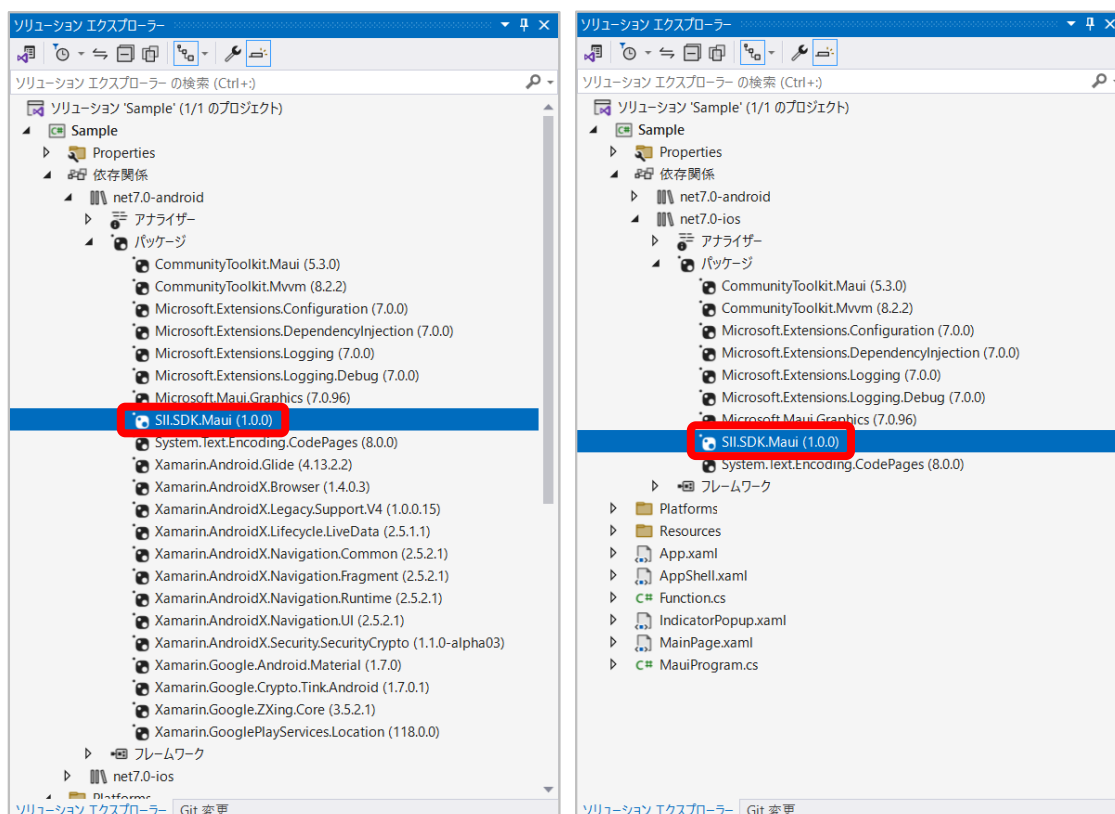 ソリューション エクスプローラー
ソリューション エクスプローラー の検索 (Ctrl+:)
ソリューション 'Sample' (1/1 のプロジェクト)
Sample
Properties
依存関係
net7.0-android
アナライザー
パッケージ
CommunityToolkit.Maui (5.3.0)
CommunityToolkit.Mvvm (8.2.2)
Microsoft.Extensions.Configuration (7.0.0)
Microsoft.Extensions.DependencyInjection (7.0.0)
Microsoft.Extensions.Logging (7.0.0)
Microsoft.Extensions.Logging.Debug (7.0.0)
Microsoft.Maui.Graphics (7.0.96)
SII.SDK.Maui (1.0.0)
System.Text.Encoding.CodePages (8.0.0)
Xamarin.Android.Glide (4.13.2.2)
Xamarin.AndroidX.Browser (1.4.0.3)
Xamarin.AndroidX.Legacy.Support.V4 (1.0.0.15)
Xamarin.AndroidX.Lifecycle.LiveData (2.5.1.1)
Xamarin.AndroidX.Navigation.Common (2.5.2.1)
Xamarin.AndroidX.Navigation.Fragment (2.5.2.1)
Xamarin.AndroidX.Navigation.Runtime (2.5.2.1)
Xamarin.AndroidX.Navigation.UI (2.5.2.1)
Xamarin.AndroidX.Security.SecurityCrypto (1.1.0-alpha03)
Xamarin.Google.Android.Material (1.7.0)
Xamarin.Google.Crypto.Tink.Android (1.7.0.1)
Xamarin.Google.ZXing.Core (3.5.2.1)
Xamarin.GooglePlayServices.Location (118.0.0)
フレームワーク
net7.0-ios
Platforms
ソリューション エクスプローラー Git 変更
ソリューション エクスプローラー
ソリューション エクスプローラー の検索 (Ctrl+:)
ソリューション 'Sample' (1/1 のプロジェクト)
C# Sample
Properties
依存関係
net7.0-android
net7.0-ios
アナライザー
パッケージ
CommunityToolkit.Maui (5.3.0)
CommunityToolkit.Mvvm (8.2.2)
Microsoft.Extensions.Configuration (7.0.0)
Microsoft.Extensions.DependencyInjection (7.0.0)
Microsoft.Extensions.Logging (7.0.0)
Microsoft.Extensions.Logging.Debug (7.0.0)
Microsoft.Maui.Graphics (7.0.96)
SII.SDK.Maui (1.0.0)
System.Text.Encoding.CodePages (8.0.0)
フレームワーク
Platforms
Resources
App.xaml
AppShell.xaml
C# Function.cs
IndicatorPopup.xaml
MainPage.xaml
C# MauiProgram.cs
ソリューション エクスプローラー Git 変更